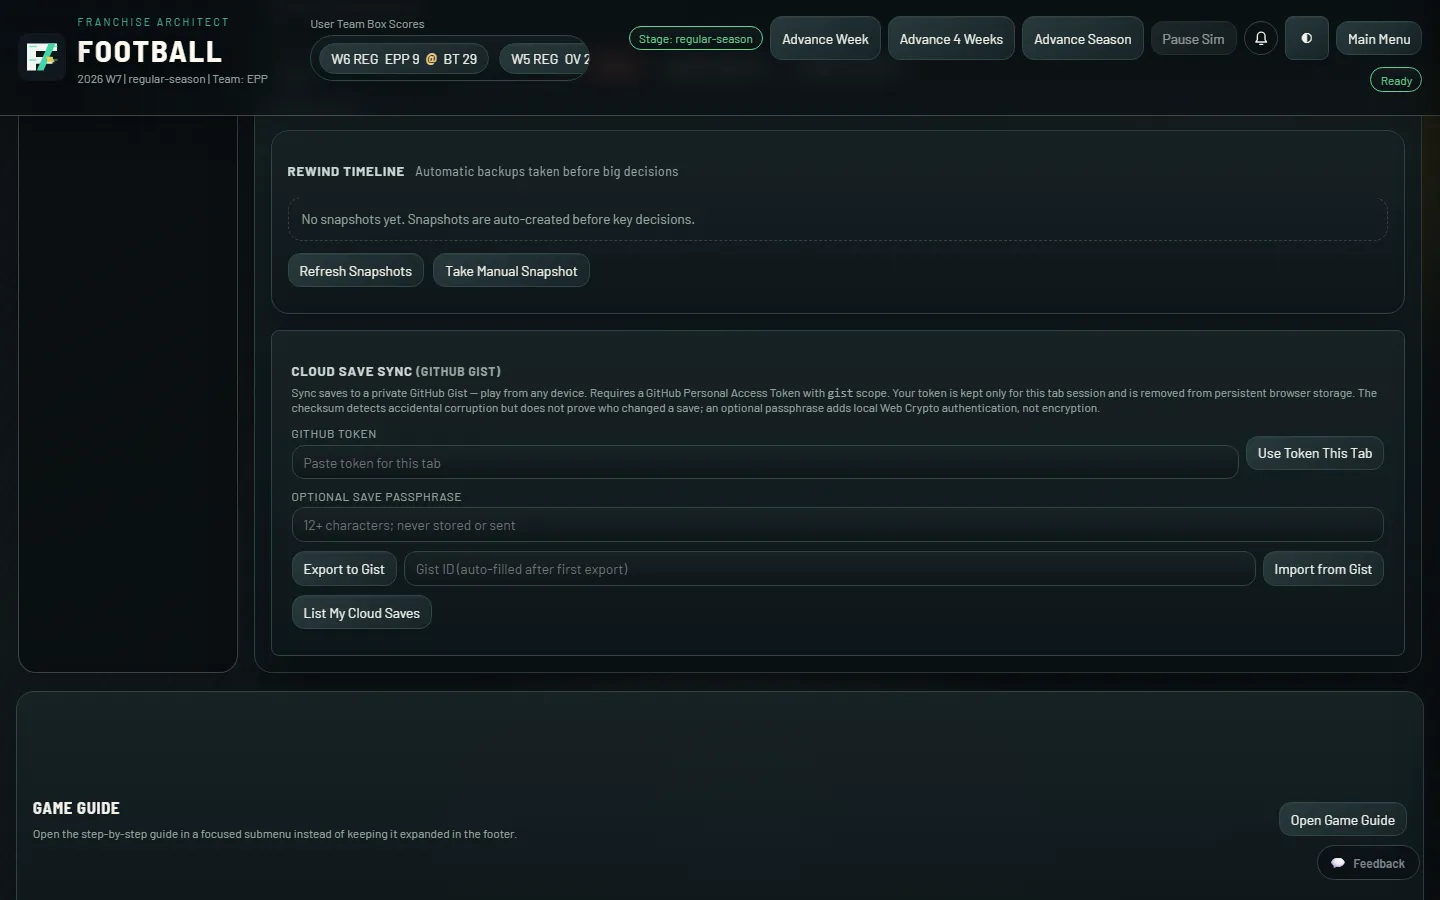 FRANCHISE ARCHITECT
FOOTBALL
2026 W7 | regular-season | Team: EPP
User Team Box Scores
W6 REG EPP 9 @ BT 29
W5 REG OV 2
Stage: regular-season
Advance Week
Advance 4 Weeks
Advance Season
Pause Sim
Main Menu
Ready
REWIND TIMELINE Automatic backups taken before big decisions
No snapshots yet. Snapshots are auto-created before key decisions.
Refresh Snapshots
Take Manual Snapshot
CLOUD SAVE SYNC (GITHUB GIST)
Sync saves to a private GitHub Gist — play from any device. Requires a GitHub Personal Access Token with gist scope. Your token is kept only for this tab session and is removed from persistent browser storage. The
checksum detects accidental corruption but does not prove who changed a save; an optional passphrase adds local Web Crypto authentication, not encryption.
GITHUB TOKEN
Paste token for this tab
Use Token This Tab
OPTIONAL SAVE PASSPHRASE
12+ characters; never stored or sent
Export to Gist
Gist ID (auto-filled after first export)
Import from Gist
List My Cloud Saves
GAME GUIDE
Open the step-by-step guide in a focused submenu instead of keeping it expanded in the footer.
Open Game Guide
Feedback